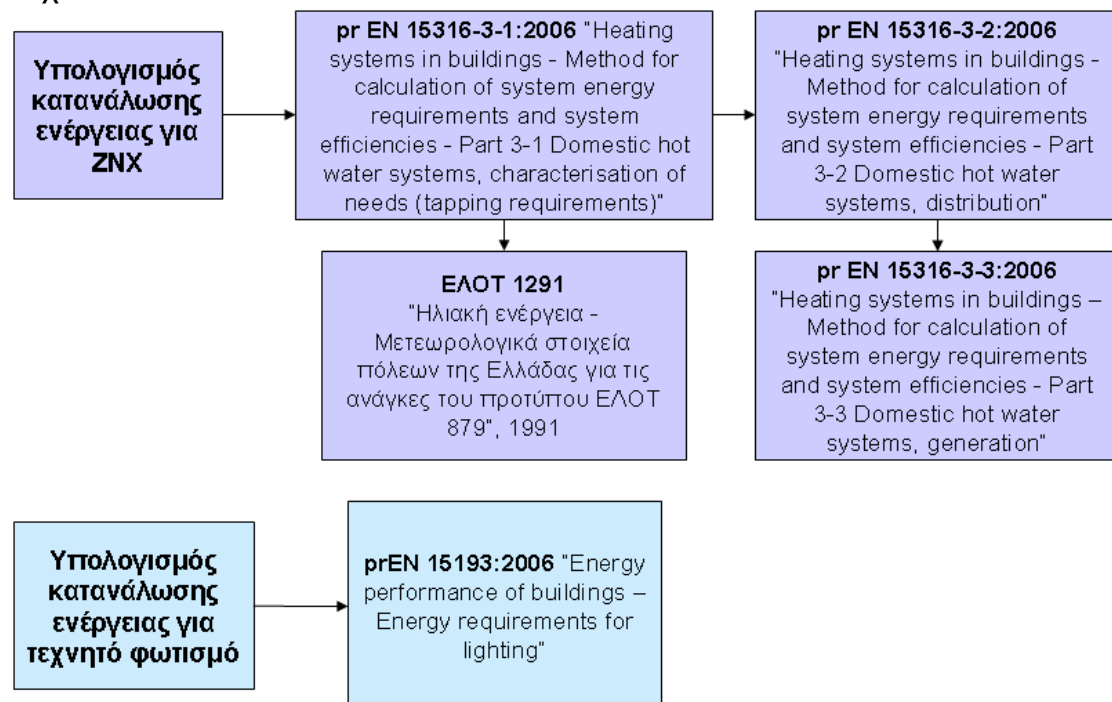 Υπολογισμός
κατανάλωσης
ενέργειας για
ΖΝΧ
pr EN 15316-3-1:2006 "Heating
systems in buildings - Method for
calculation of system energy
requirements and system
efficiencies - Part 3-1 Domestic hot
water systems, characterisation of
needs (tapping requirements)"
pr EN 15316-3-2:2006
"Heating systems in buildings -
Method for calculation of
system energy requirements
and system efficiencies - Part
3-2 Domestic hot water
systems, distribution"
ΕΛΟΤ 1291
"Ηλιακή ενέργεια -
Μετεωρολογικά στοιχεία
πόλεων της Ελλάδας για τις
ανάγκες του προτύπου ΕΛΟΤ
879", 1991
pr EN 15316-3-3:2006
"Heating systems in buildings –
Method for calculation of
system energy requirements
and system efficiencies - Part
3-3 Domestic hot water
systems, generation"
Υπολογισμός
κατανάλωσης
ενέργειας για
τεχνητό φωτισμό
prEN 15193:2006 "Energy
performance of buildings –
Energy requirements for
lighting"